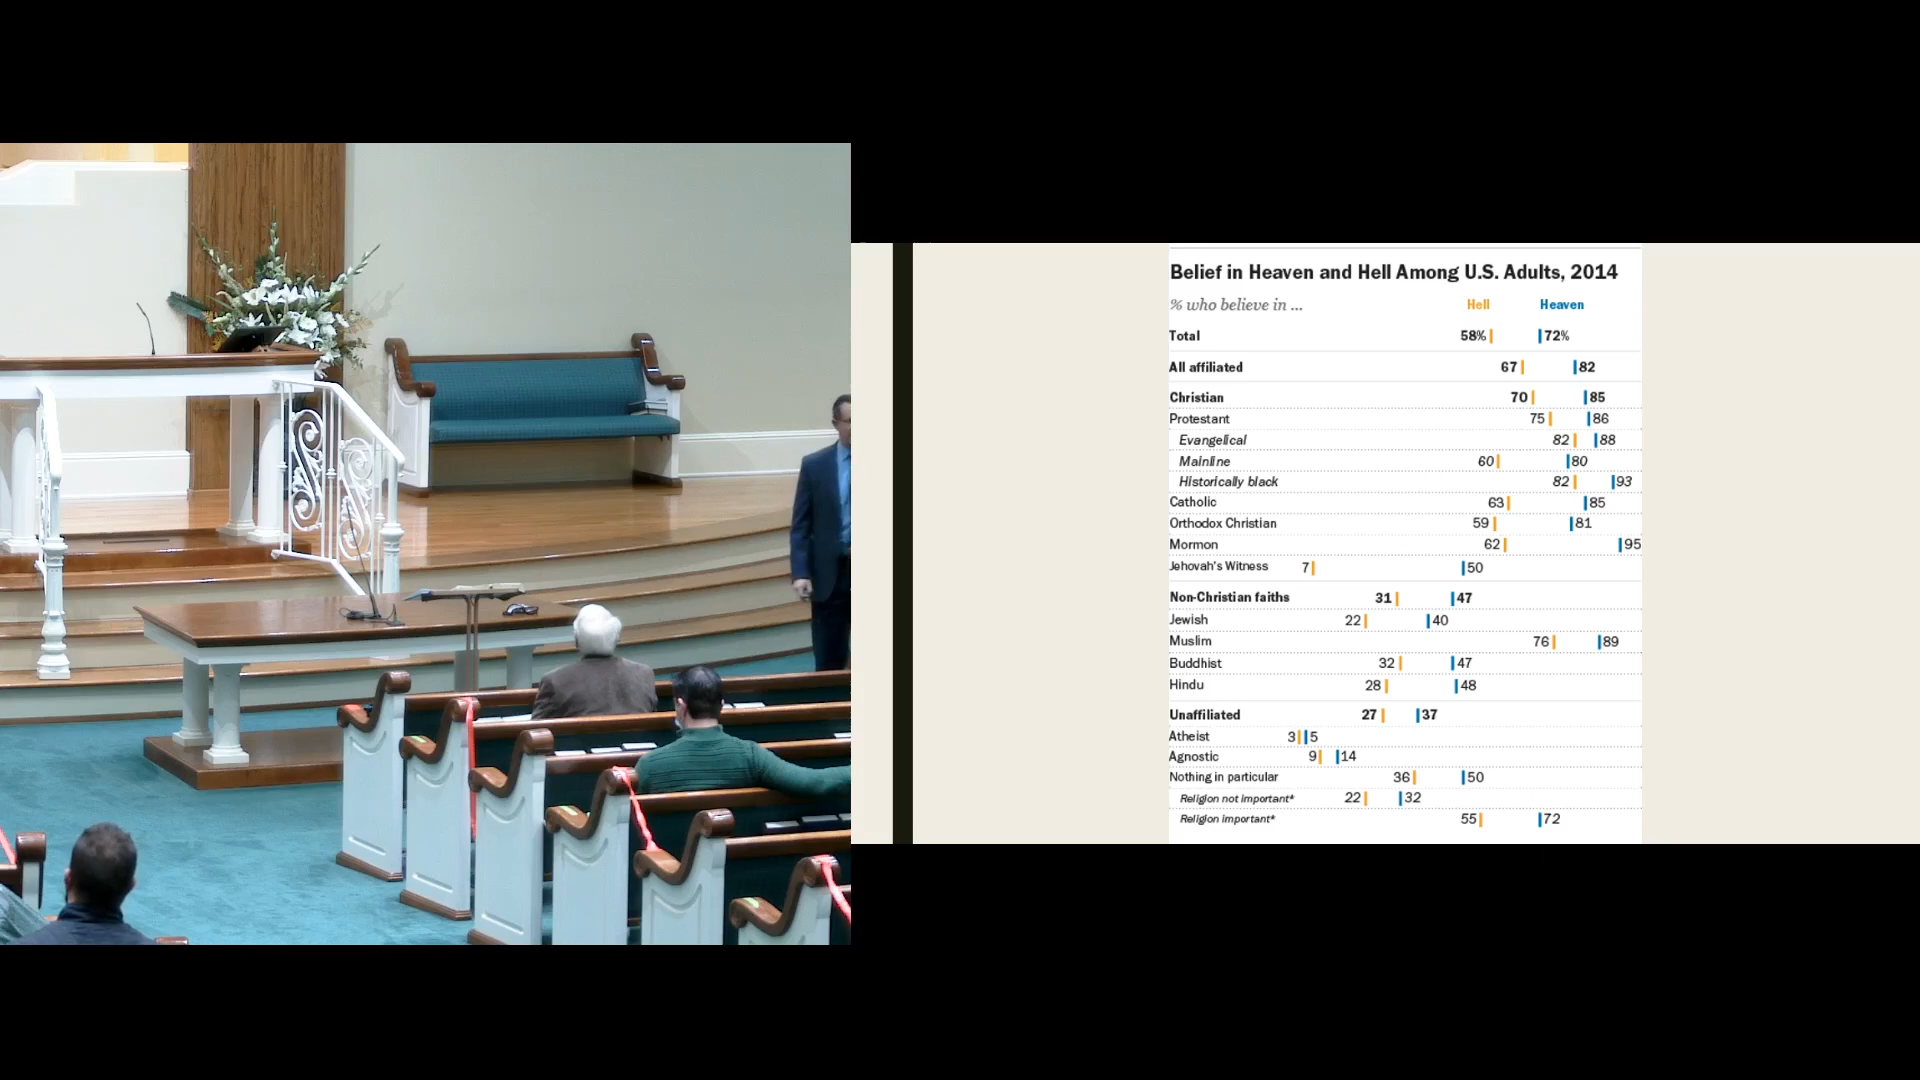 Belief in Heaven and Hell Among U.S. Adults, 2014
% who believe in ... Hell Heaven
Total 58% 72%
All affiliated 67 82
Christian 70 85
Protestant 75 86
Evangelical 82 88
Mainline 60 80
Historically black 82 93
Catholic 63 85
Orthodox Christian 59 81
Mormon 62 95
Jehovah's Witness 7 50
Non-Christian faiths 31 47
Jewish 22 40
Muslim 76 89
Buddhist 32 47
Hindu 28 48
Unaffiliated 27 37
Atheist 3 5
Agnostic 9 14
Nothing in particular 36 50
Religion not important* 22 32
Religion important* 55 72